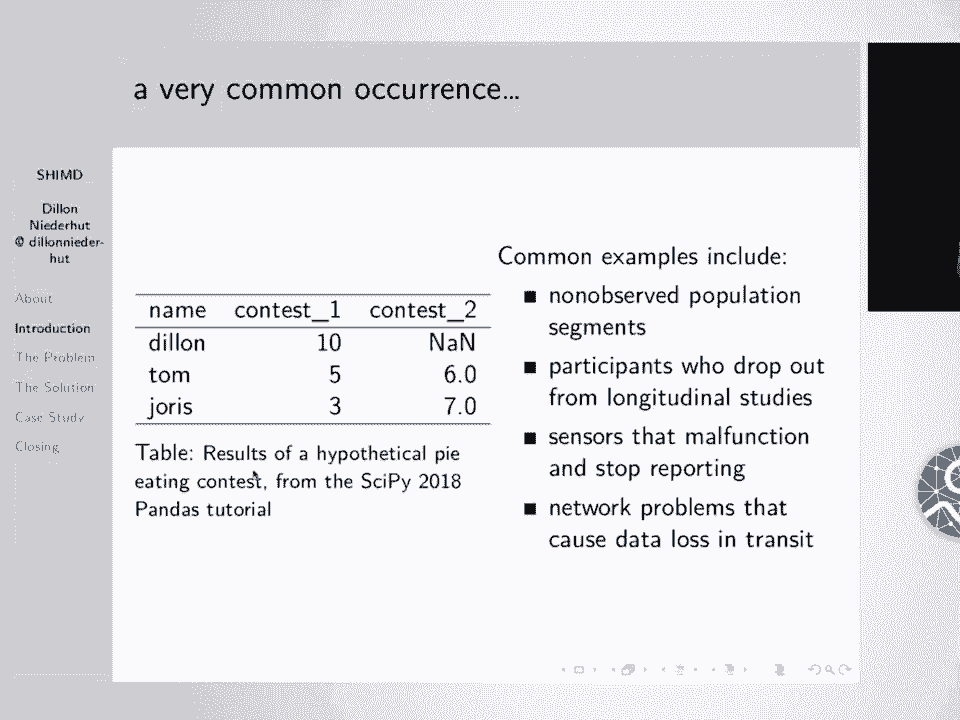 a very common occurrence...
SHIMD
Dillon
Niederhut
@ dillonnieder-
hut
About
Introduction
The Problem
The Solution
Case Study
Closing
name contest_1 contest_2
dillon 10 NaN
tom 5 6.0
joris 3 7.0
Table: Results of a hypothetical pie
eating contest, from the SciPy 2018
Pandas tutorial
Common examples include:
nonobserved population
segments
participants who drop out
from longitudinal studies
sensors that malfunction
and stop reporting
network problems that
cause data loss in transit